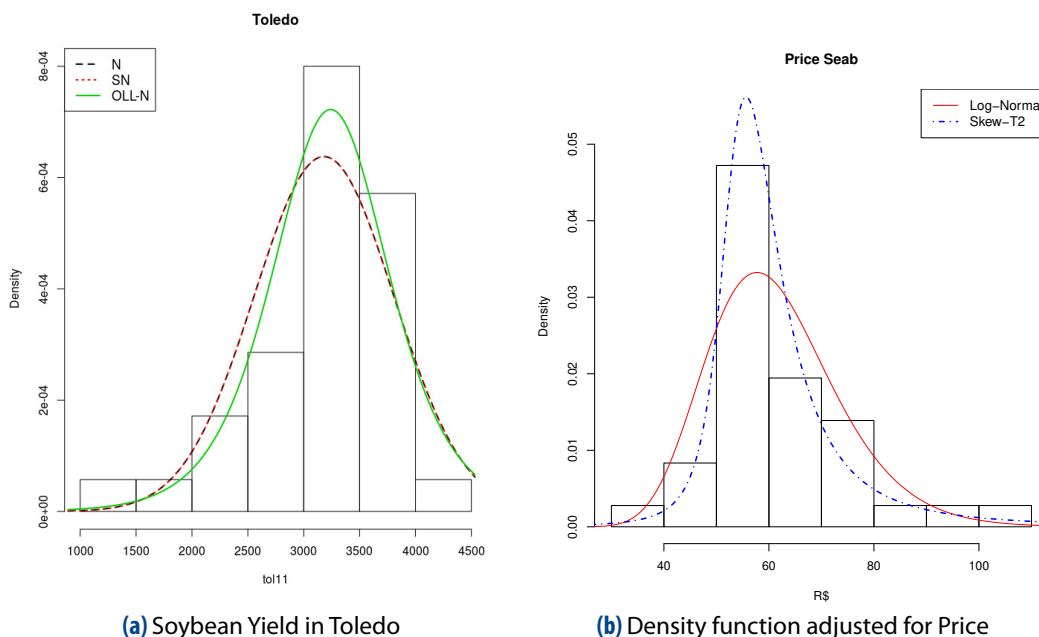 Toledo
N
SN
OLL-N
Density
0e+00
2e-04
4e-04
6e-04
8e-04
1000 1500 2000 2500 3000 3500 4000 4500
tol11
(a) Soybean Yield in Toledo
Price Seab
Log-Norma
Skew-T2
Density
0.00
0.01
0.02
0.03
0.04
0.05
40 60 80 100
R$
(b) Density function adjusted for Price